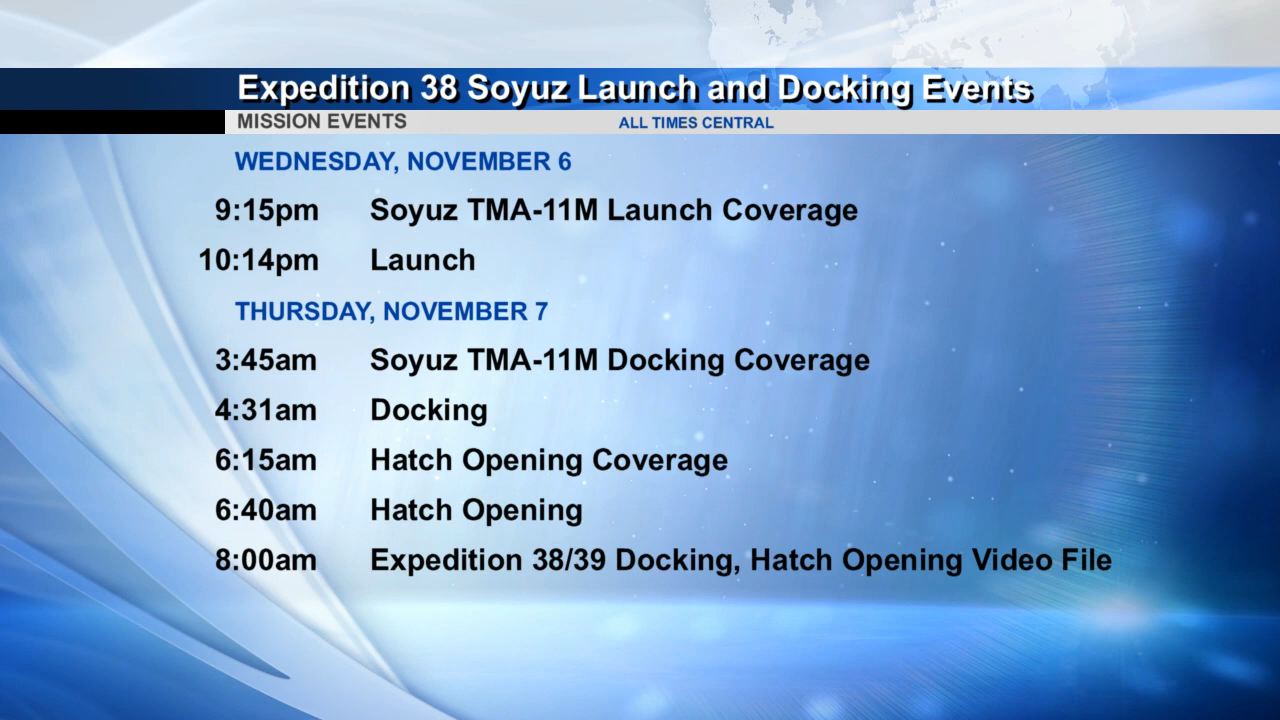 Expedition 38 Soyuz Launch and Docking Events
MISSION EVENTS ALL TIMES CENTRAL
WEDNESDAY, NOVEMBER 6
9:15pm Soyuz TMA-11M Launch Coverage
10:14pm Launch
THURSDAY, NOVEMBER 7
3:45am Soyuz TMA-11M Docking Coverage
4:31am Docking
6:15am Hatch Opening Coverage
6:40am Hatch Opening
8:00am Expedition 38/39 Docking, Hatch Opening Video File